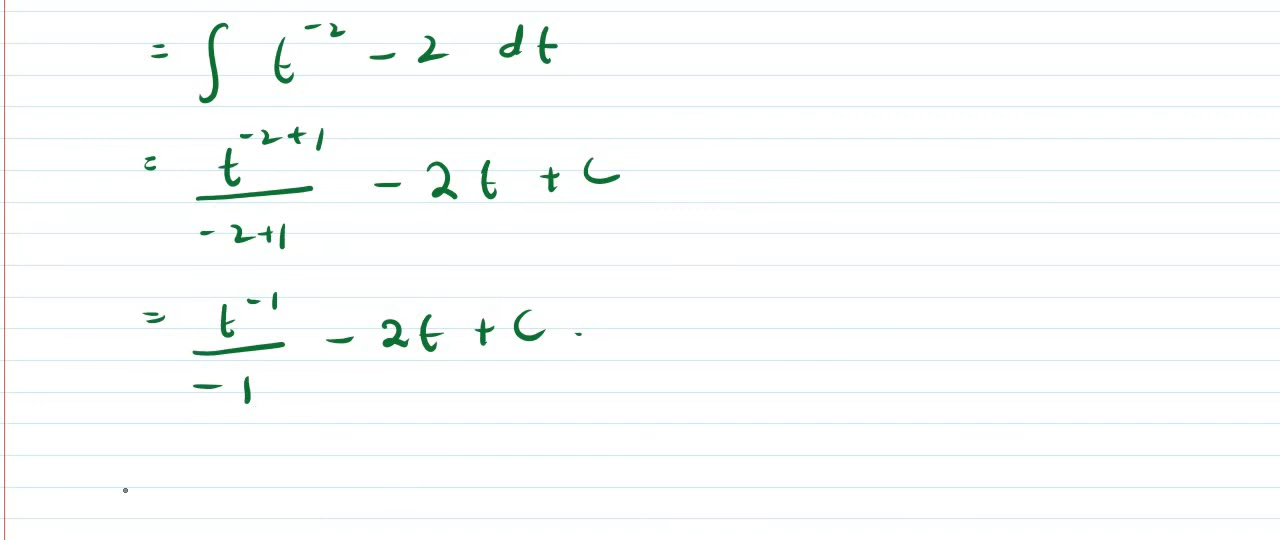 = ∫ t⁻² - 2 dt
= t⁻²⁺¹/-2+1 - 2t + C
= t⁻¹/-1 - 2t + C .